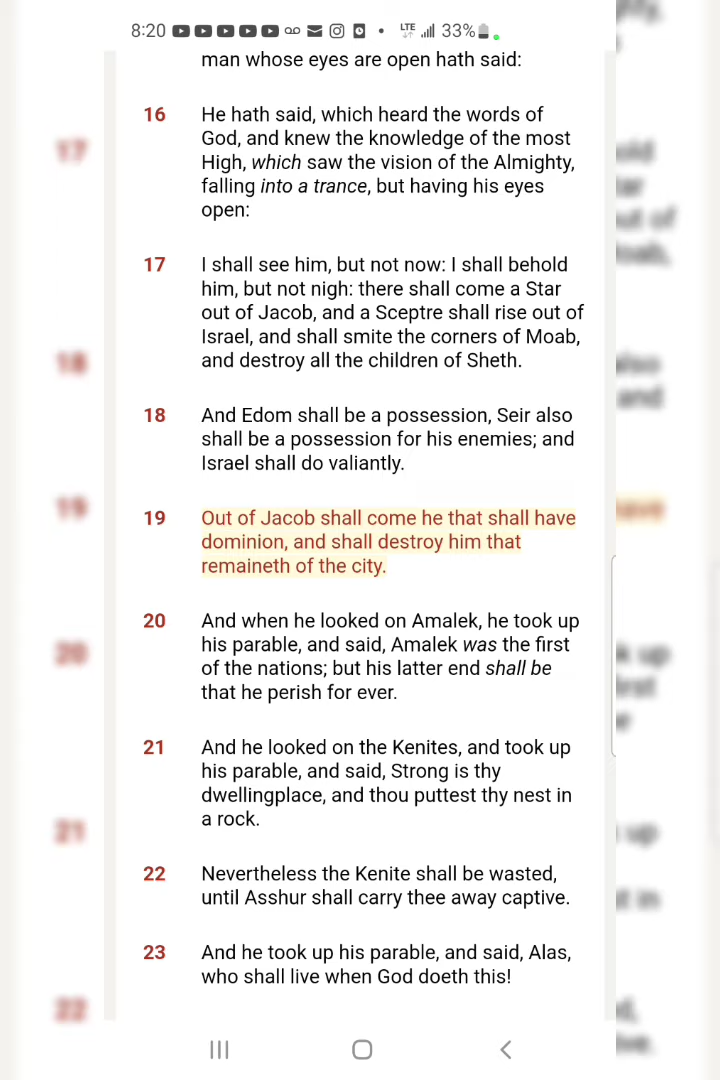 8:20 LTE 33%
man whose eyes are open hath said:
16 He hath said, which heard the words of
God, and knew the knowledge of the most
High, which saw the vision of the Almighty,
falling into a trance, but having his eyes
open:
17 I shall see him, but not now: I shall behold
him, but not nigh: there shall come a Star
out of Jacob, and a Sceptre shall rise out of
Israel, and shall smite the corners of Moab,
and destroy all the children of Sheth.
18 And Edom shall be a possession, Seir also
shall be a possession for his enemies; and
Israel shall do valiantly.
19 Out of Jacob shall come he that shall have
dominion, and shall destroy him that
remaineth of the city.
20 And when he looked on Amalek, he took up
his parable, and said, Amalek was the first
of the nations; but his latter end shall be
that he perish for ever.
21 And he looked on the Kenites, and took up
his parable, and said, Strong is thy
dwellingplace, and thou puttest thy nest in
a rock.
22 Nevertheless the Kenite shall be wasted,
until Asshur shall carry thee away captive.
23 And he took up his parable, and said, Alas,
who shall live when God doeth this!